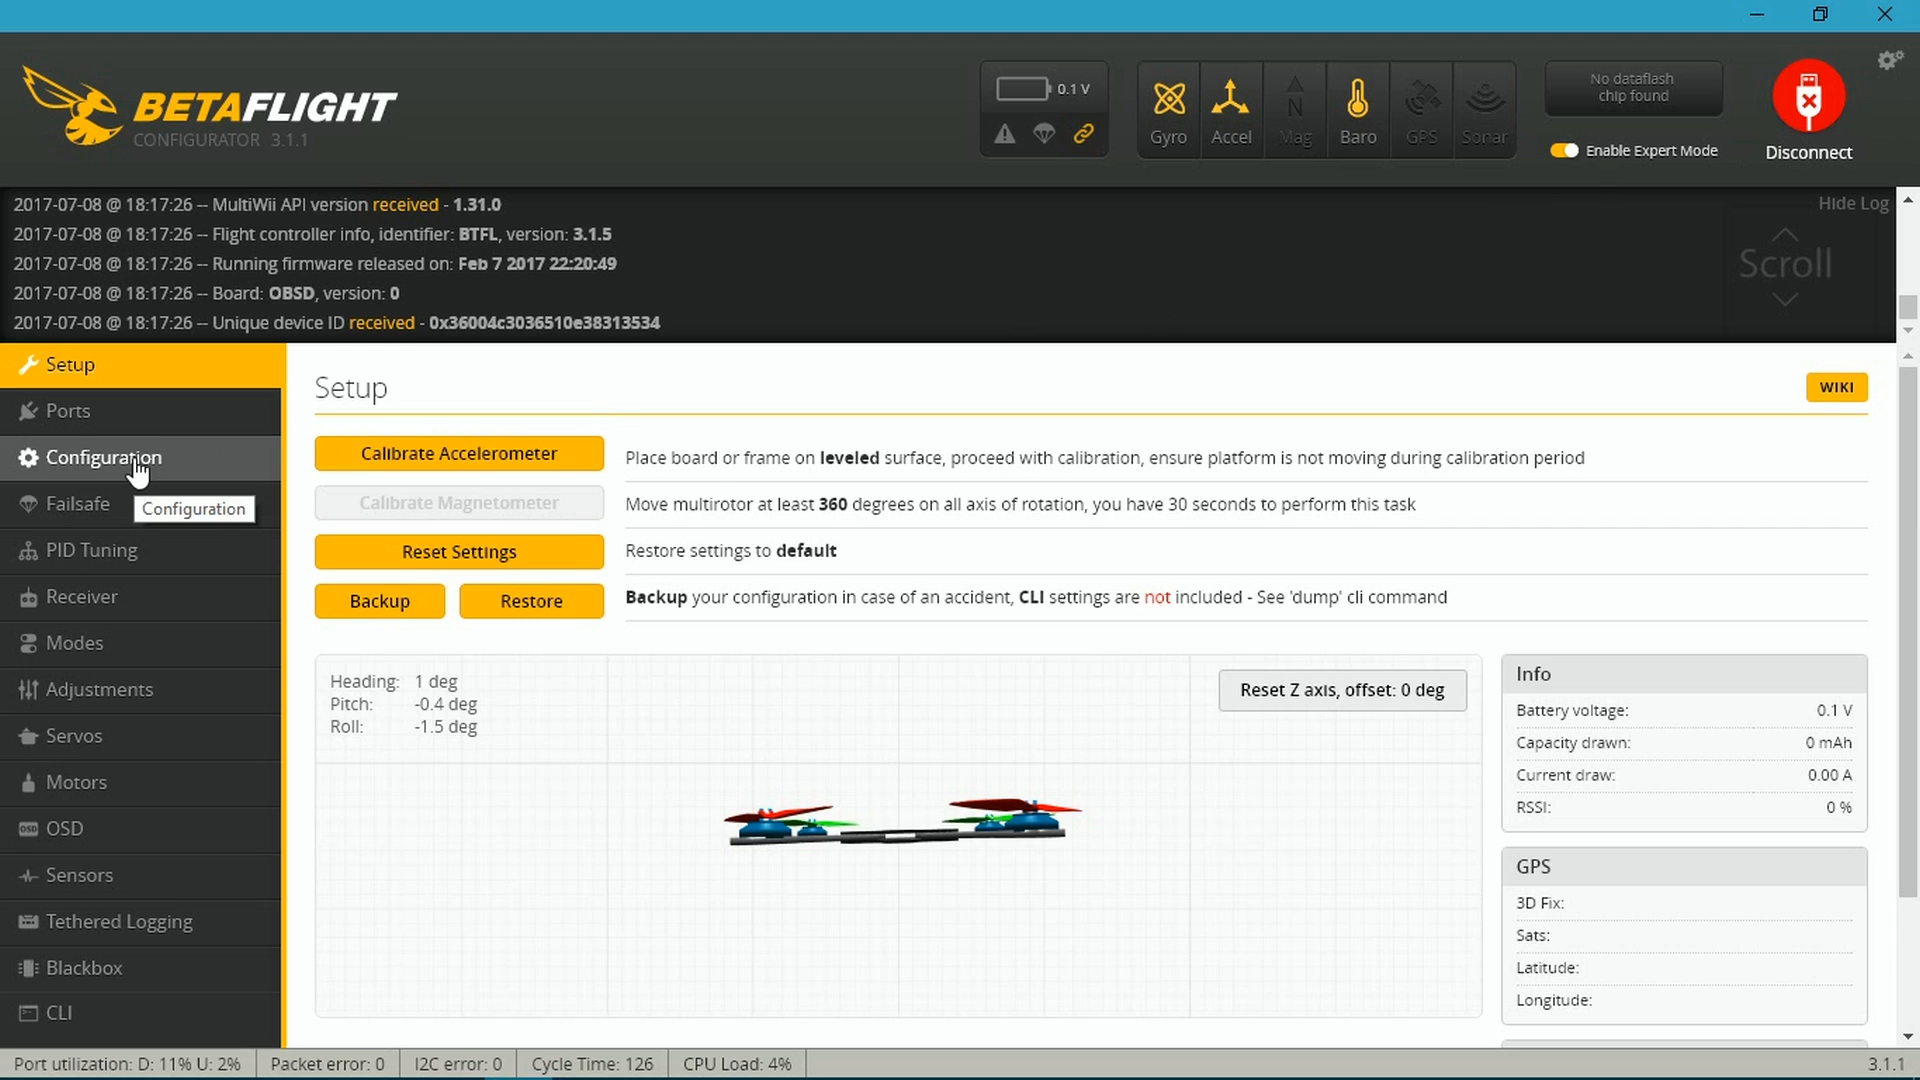 BETAFLIGHT
CONFIGURATOR 3.1.1
0.1 V
Gyro
Accel
N
Mag
Baro
GPS
Sonar
No dataflash
chip found
Enable Expert Mode
Disconnect
2017-07-08 @ 18:17:26 -- MultiWii API version received - 1.31.0
2017-07-08 @ 18:17:26 -- Flight controller info, identifier: BTFL, version: 3.1.5
2017-07-08 @ 18:17:26 -- Running firmware released on: Feb 7 2017 22:20:49
2017-07-08 @ 18:17:26 -- Board: OBSD, version: 0
2017-07-08 @ 18:17:26 -- Unique device ID received - 0x36004c3036510e38313534
Hide Log
Scroll
Setup
Ports
Configuration
Failsafe
Configuration
PID Tuning
Receiver
Modes
Adjustments
Servos
Motors
OSD OSD
Sensors
Tethered Logging
Blackbox
CLI
Setup
WIKI
Calibrate Accelerometer
Place board or frame on leveled surface, proceed with calibration, ensure platform is not moving during calibration period
Calibrate Magnetometer
Move multirotor at least 360 degrees on all axis of rotation, you have 30 seconds to perform this task
Reset Settings
Restore settings to default
Backup
Restore
Backup your configuration in case of an accident, CLI settings are not included - See 'dump' cli command
Heading: 1 deg
Pitch: -0.4 deg
Roll: -1.5 deg
Reset Z axis, offset: 0 deg
Info
Battery voltage: 0.1 V
Capacity drawn: 0 mAh
Current draw: 0.00 A
RSSI: 0 %
GPS
3D Fix:
Sats:
Latitude:
Longitude:
Port utilization: D: 11% U: 2%
Packet error: 0
I2C error: 0
Cycle Time: 126
CPU Load: 4%
3.1.1